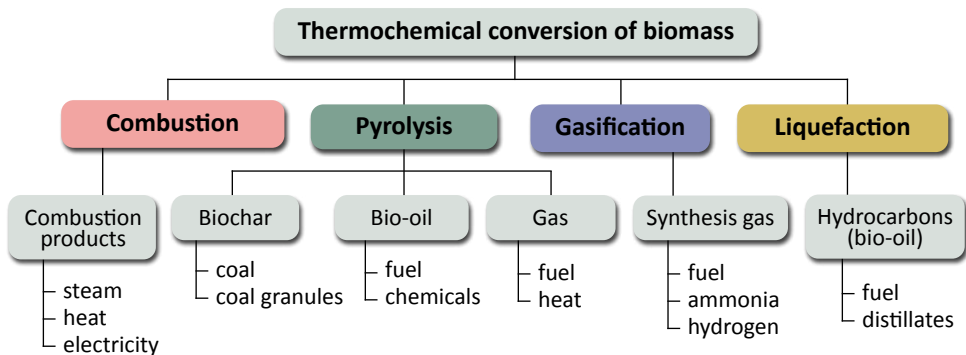 Thermochemical conversion of biomass
Combustion
Pyrolysis
Gasification
Liquefaction
Combustion
products
Biochar
Bio-oil
Gas
Synthesis gas
Hydrocarbons
(bio-oil)
steam
heat
electricity
coal
coal granules
fuel
chemicals
fuel
heat
fuel
ammonia
hydrogen
fuel
distillates